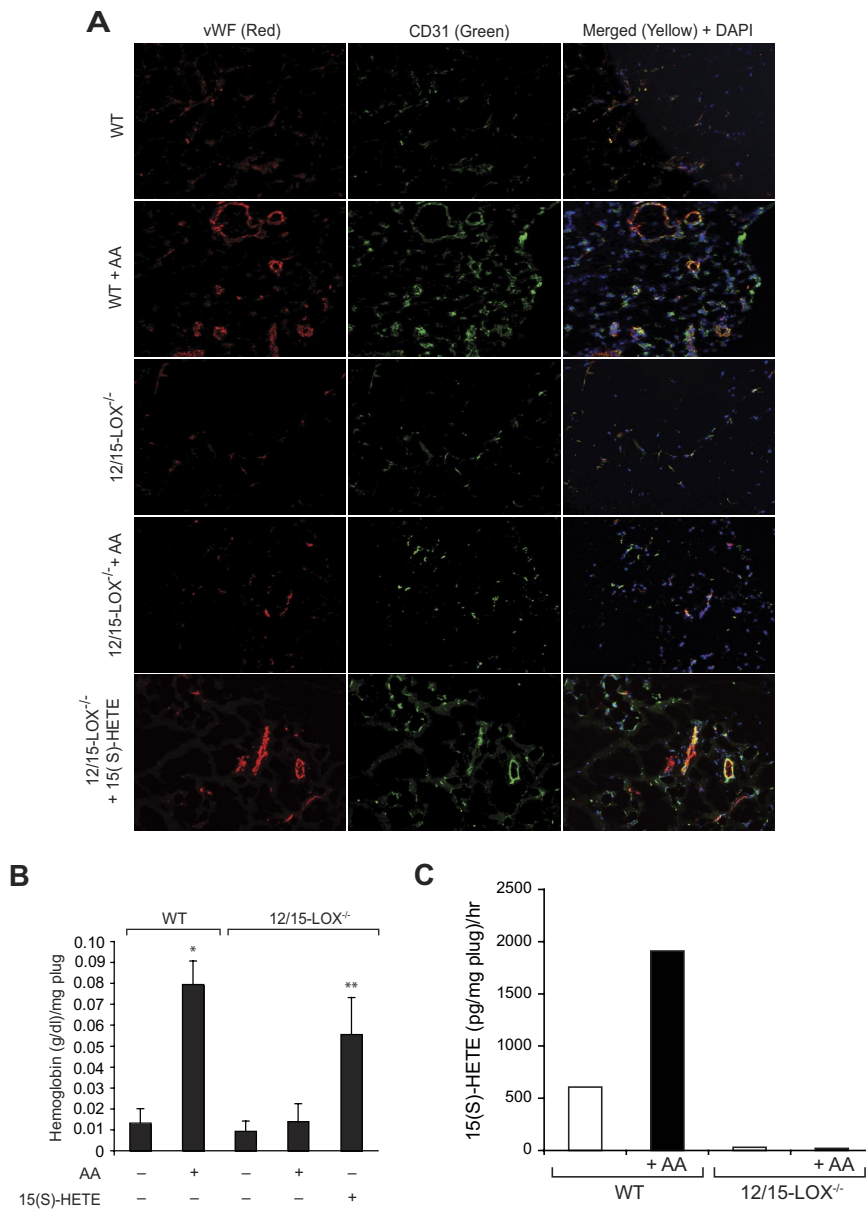 A
vWF (Red)
CD31 (Green)
Merged (Yellow) + DAPI
WT
WT + AA
12/15-LOX⁻/⁻
12/15-LOX⁻/⁻ + AA
12/15-LOX⁻/⁻
+ 15( S)-HETE
B
WT
12/15-LOX⁻/⁻
Hemoglobin (g/dl)/mg plug
0.10
0.09
0.08
0.07
0.06
0.05
0.04
0.03
0.02
0.01
0
*
**
AA – + – + –
15(S)-HETE – – – – +
C
15(S)-HETE (pg/mg plug)/hr
2500
2000
1500
1000
500
0
+ AA
+ AA
WT
12/15-LOX⁻/⁻